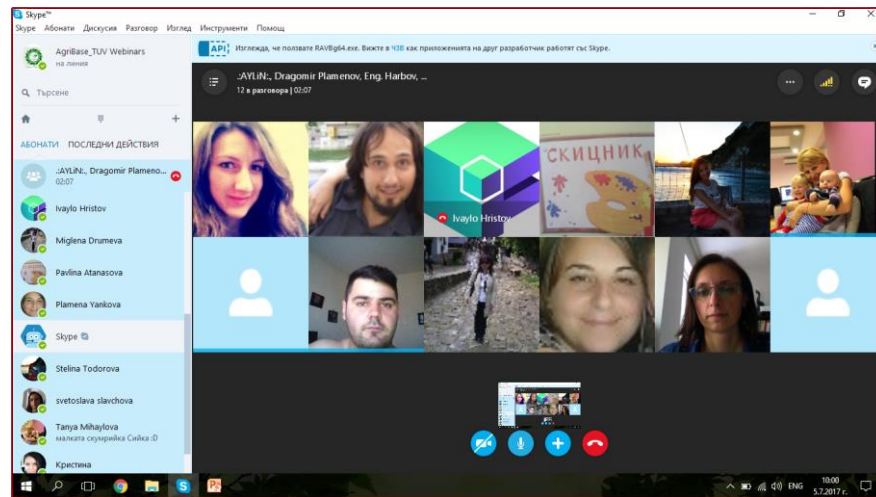 Skype™
Skype Абонати Дискусия Разговор Изглед Инструменти Помощ
AgriBase_TUV Webinars
на линия
API
Изглежда, че ползвате RAVBg64.exe. Вижте в ЧЗВ как приложенията на друг разработчик работят със Skype.
Търсене
.:AYLiN:., Dragomir Plamenov, Eng. Harbov, ...
12 в разговора | 02:07
АБОНАТИ ПОСЛЕДНИ ДЕЙСТВИЯ
.:AYLiN:., Dragomir Plameno...
02:07
Ivaylo Hristov
Miglena Drumeva
Pavlina Atanasova
Plamena Yankova
Skype
Stelina Todorova
svetoslava slavchova
Tanya Mihaylova
малката скумрийка Сийка :D
Кристина
СКИЦНИК
Ivaylo Hristov
ENG
10:00
5.7.2017 г.